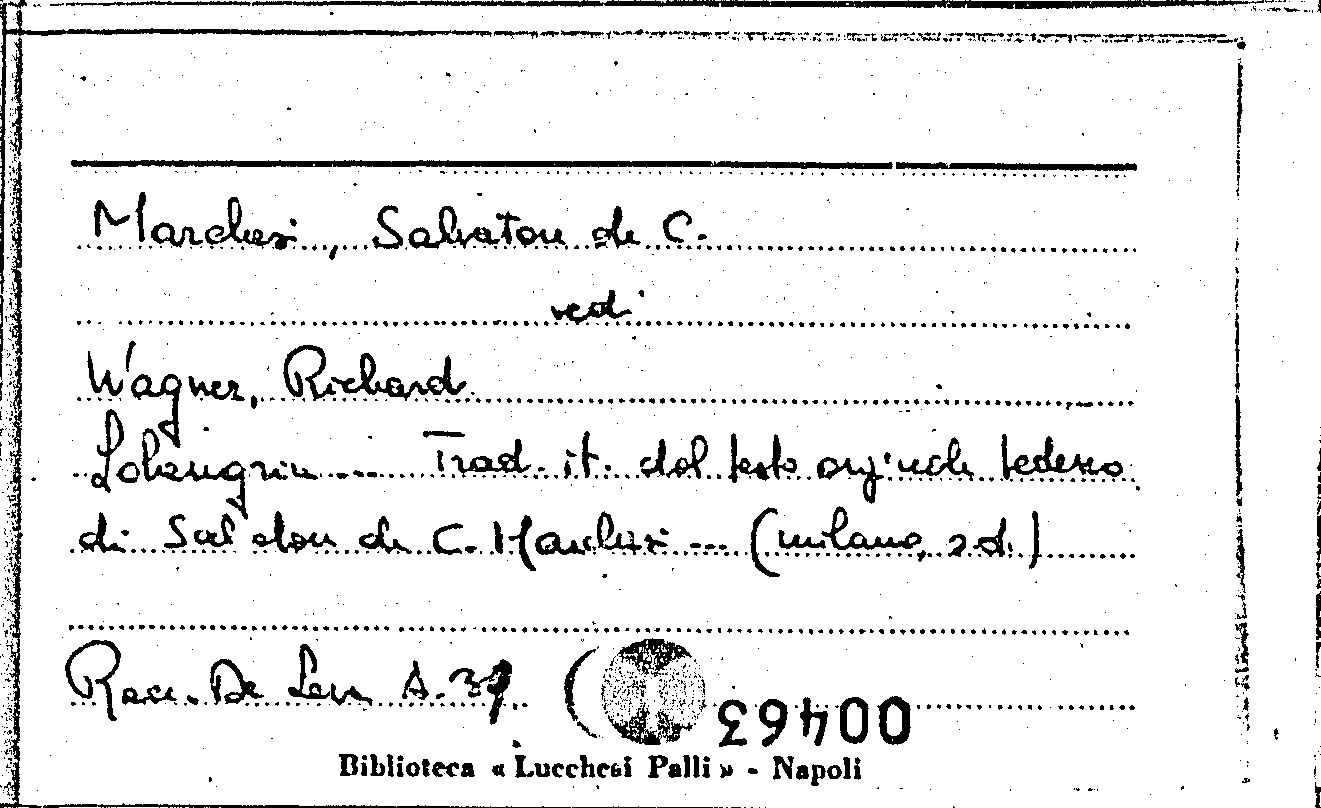 Marchesi, Salvatore de C.
vedi
Wagner, Richard
Lohengrin ... Trad. it. dal testo originale tedesco
di Salvatore de C. Marchesi ... (Milano, s.d.)
Racc. De Leva A. 39
00463
Biblioteca « Lucchesi Palli » - Napoli